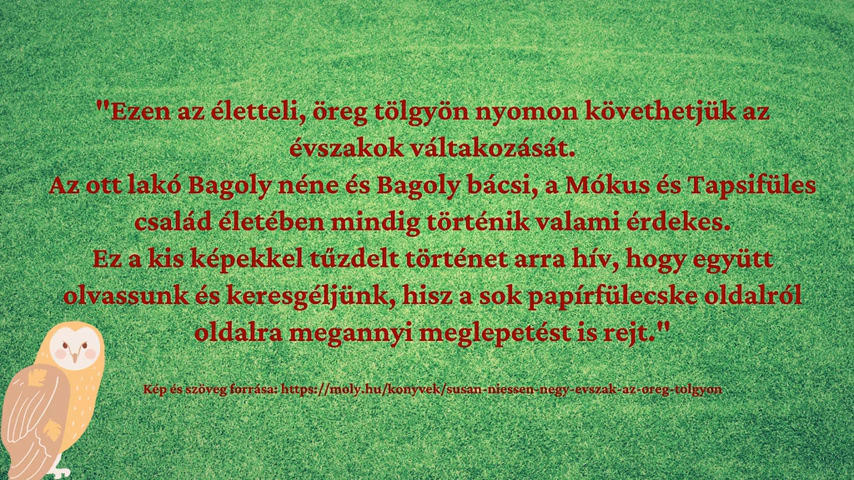 "Ezen az életteli, öreg tölgyön nyomon követhetjük az
évszakok váltakozását.
Az ott lakó Bagoly néne és Bagoly bácsi, a Mókus és Tapsifüles
család életében mindig történik valami érdekes.
Ez a kis képekkel tűzdelt történet arra hív, hogy együtt
olvassunk és keresgéljünk, hisz a sok papírfülecske oldalról
oldalra megannyi meglepetést is rejt."
Kép és szöveg forrása: https://moly.hu/konyvek/susan-niessen-negy-evszak-az-oreg-tolgyon